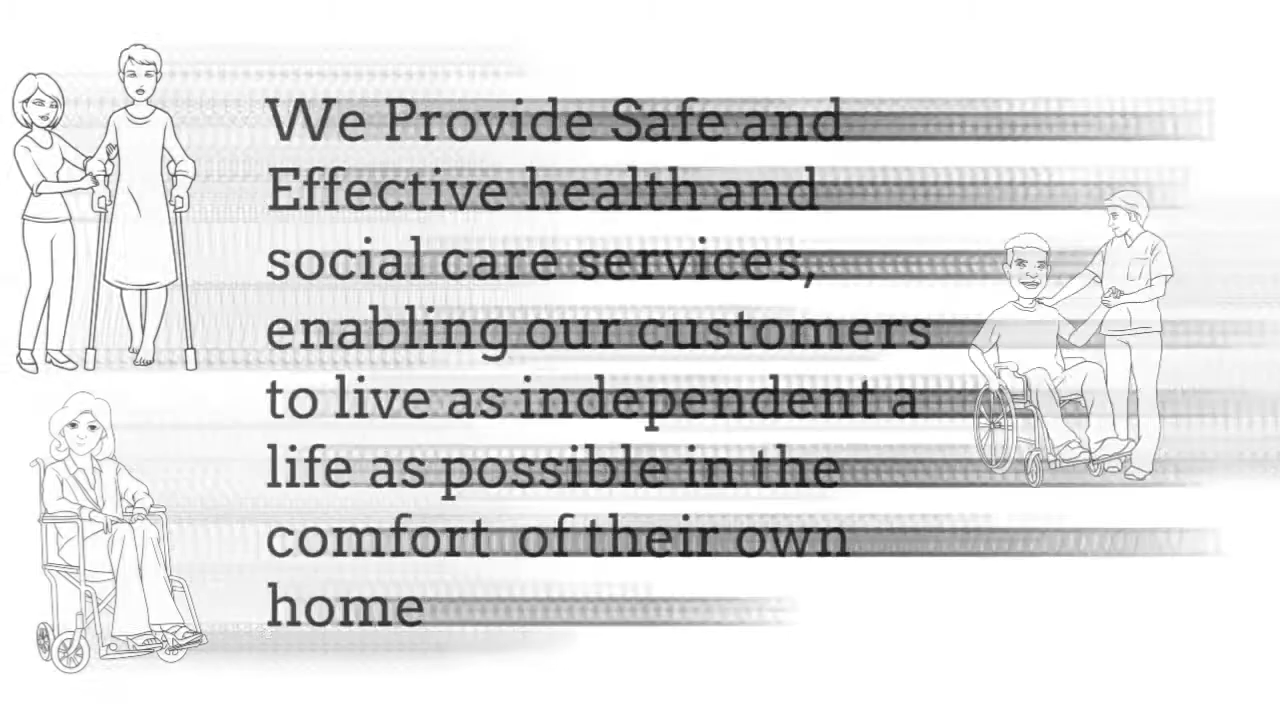 We Provide Safe and
Effective health and
social care services,
enabling our customers
to live as independent a
life as possible in the
comfort  of their own
home